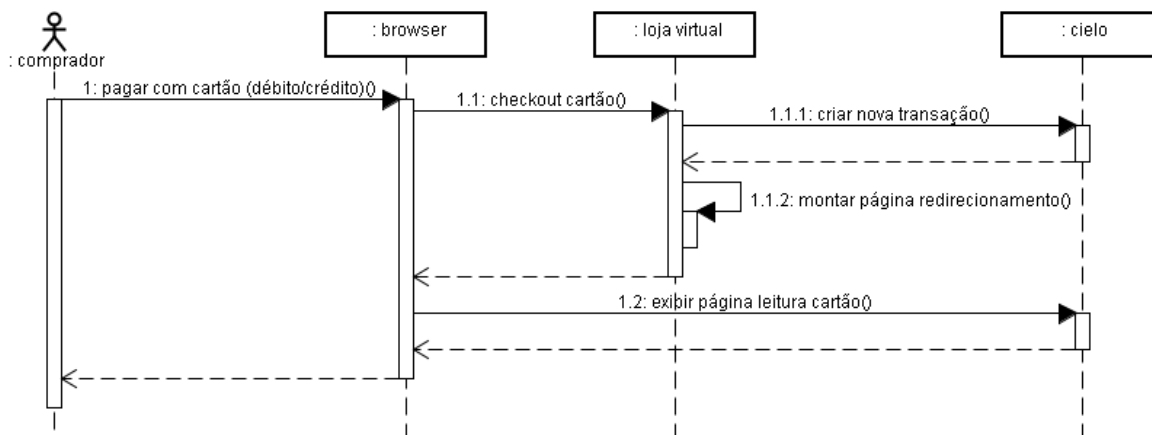 : browser
: loja virtual
: cielo
: comprador
1: pagar com cartão (débito/crédito)()
1.1: checkout cartão()
1.1.1: criar nova transação()
1.1.2: montar página redirecionamento()
1.2: exibir página leitura cartão()